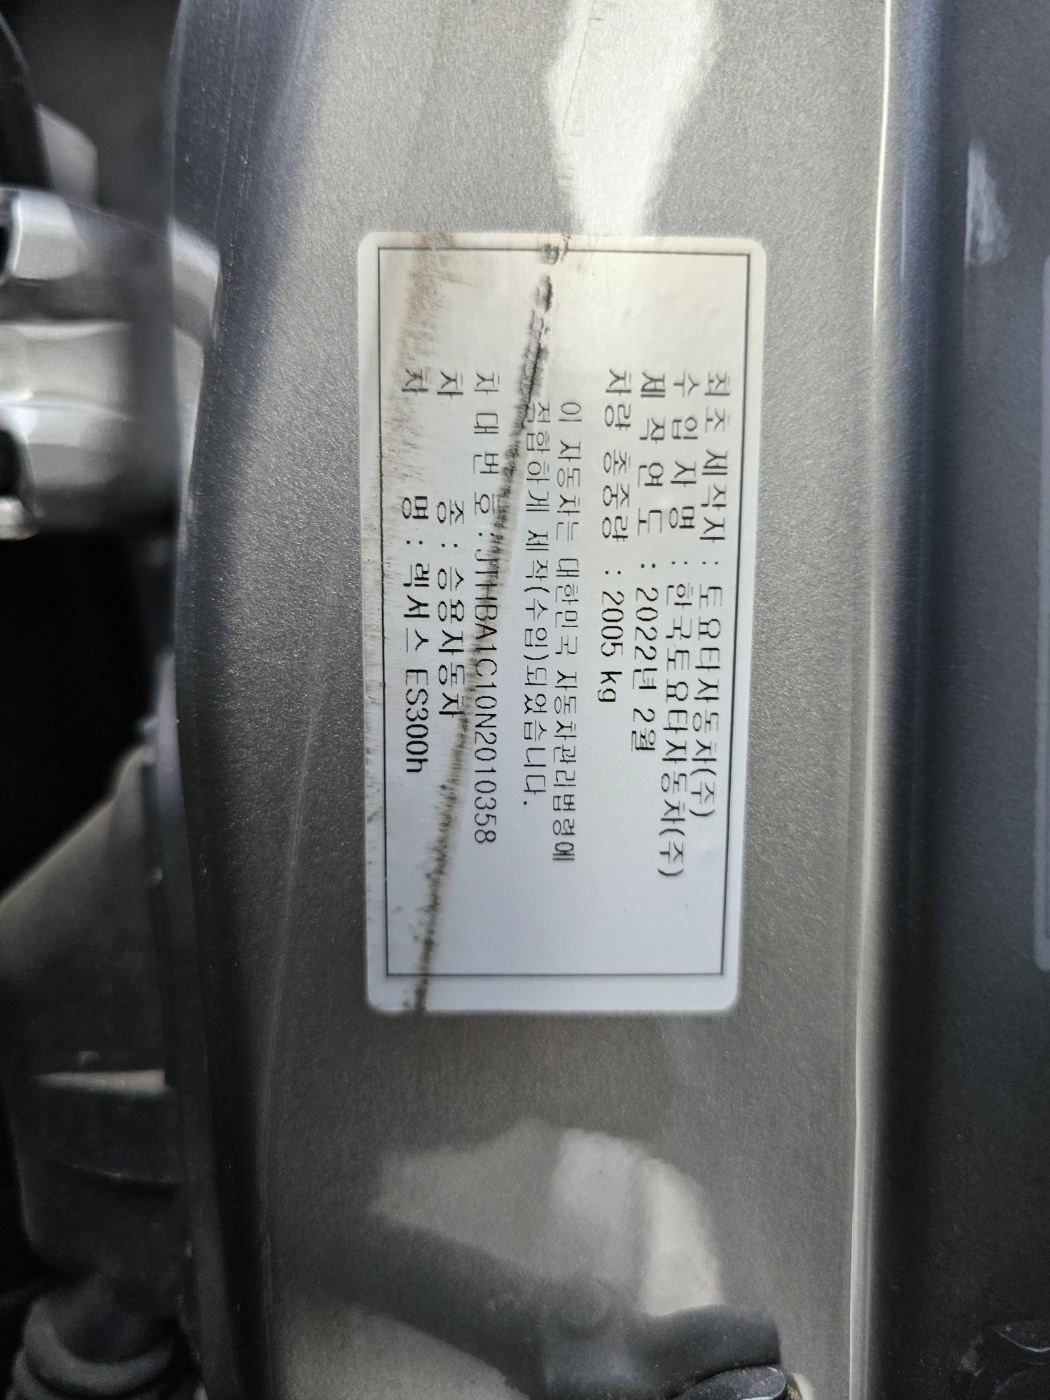 최초 제작자 : 토요타자동차(주)
수 입 자 명 : 한국토요타자동차(주)
제 작 연 도 : 2022년 2월
차량 총중량 : 2005 kg
이 자동차는 대한민국 자동차관리법령에
적합하게 제작(수입)되었습니다.
차 대 번 호 : JTHBA1C10N2010358
차 종 : 승용자동차
차 명 : 렉서스 ES300h